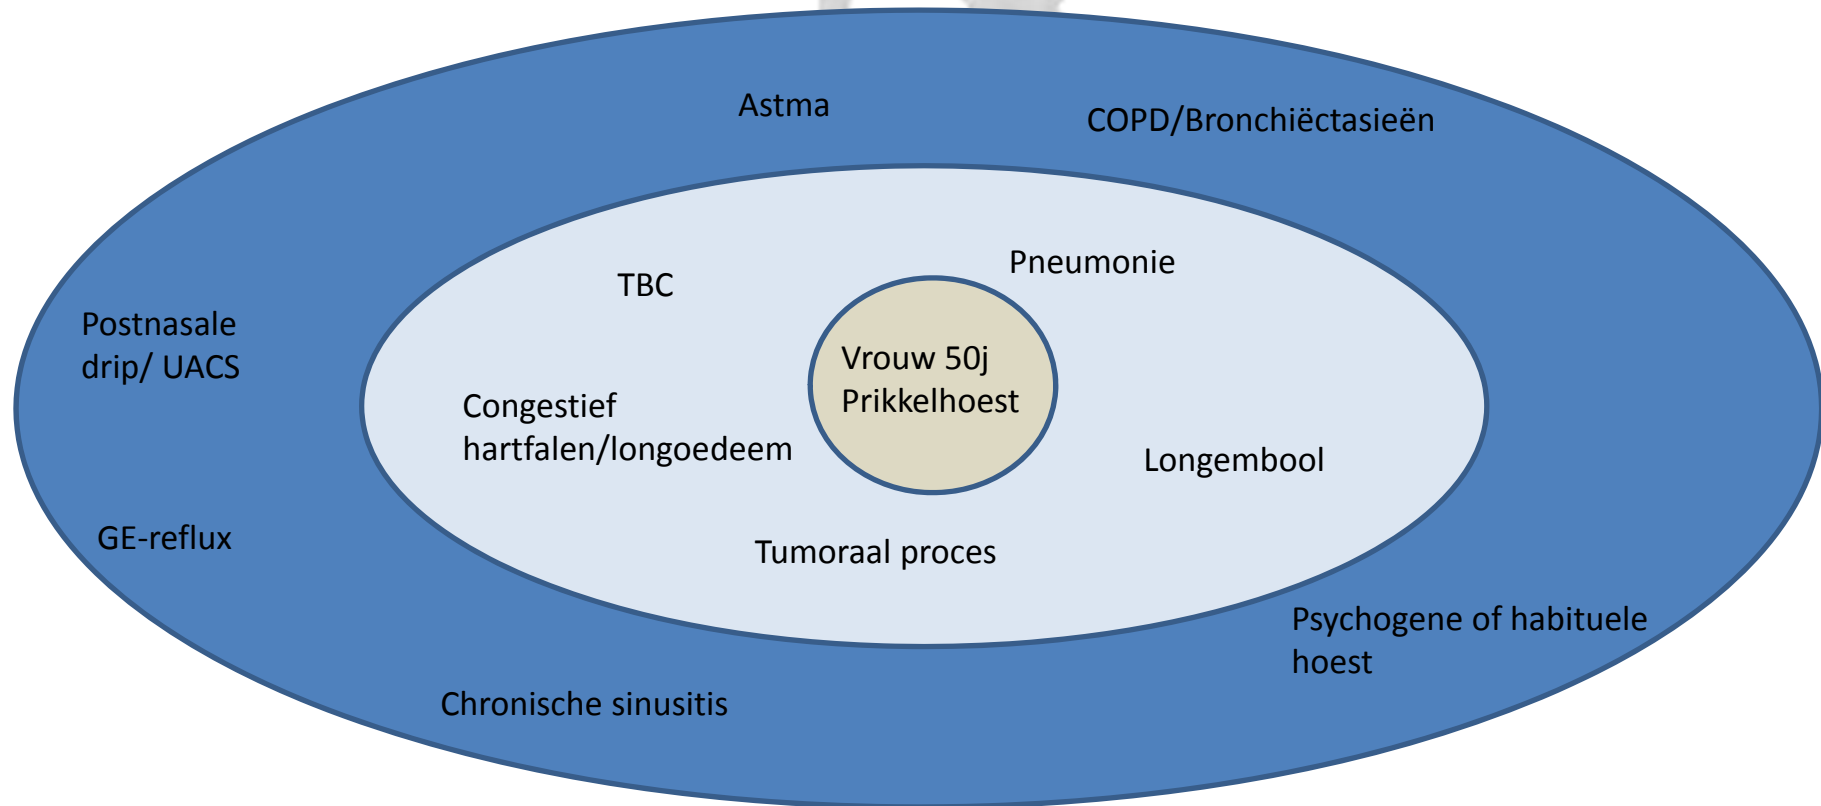 Astma
COPD/Bronchiëctasieën
Pneumonie
TBC
Postnasale
drip/ UACS
Vrouw 50j
Prikkelhoest
Congestief
hartfalen/longoedeem
Longembool
GE-reflux
Tumoraal proces
Psychogene of habituele
hoest
Chronische sinusitis